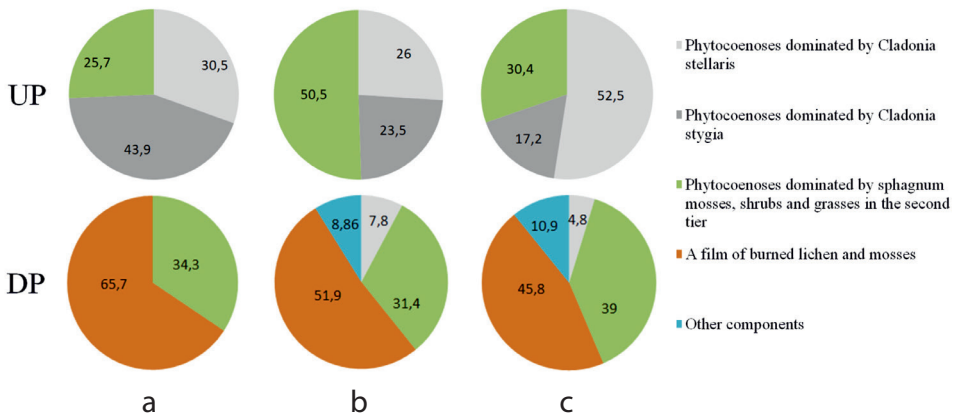 UP
25,7
30,5
43,9
50,5
26
23,5
30,4
52,5
17,2
DP
65,7
34,3
8,86
7,8
51,9
31,4
10,9
4,8
45,8
39
a
b
c
Phytocoenoses dominated by Cladonia
stellaris
Phytocoenoses dominated by Cladonia
stygia
Phytocoenoses dominated by sphagnum
mosses, shrubs and grasses in the second
tier
A film of burned lichen and mosses
Other components